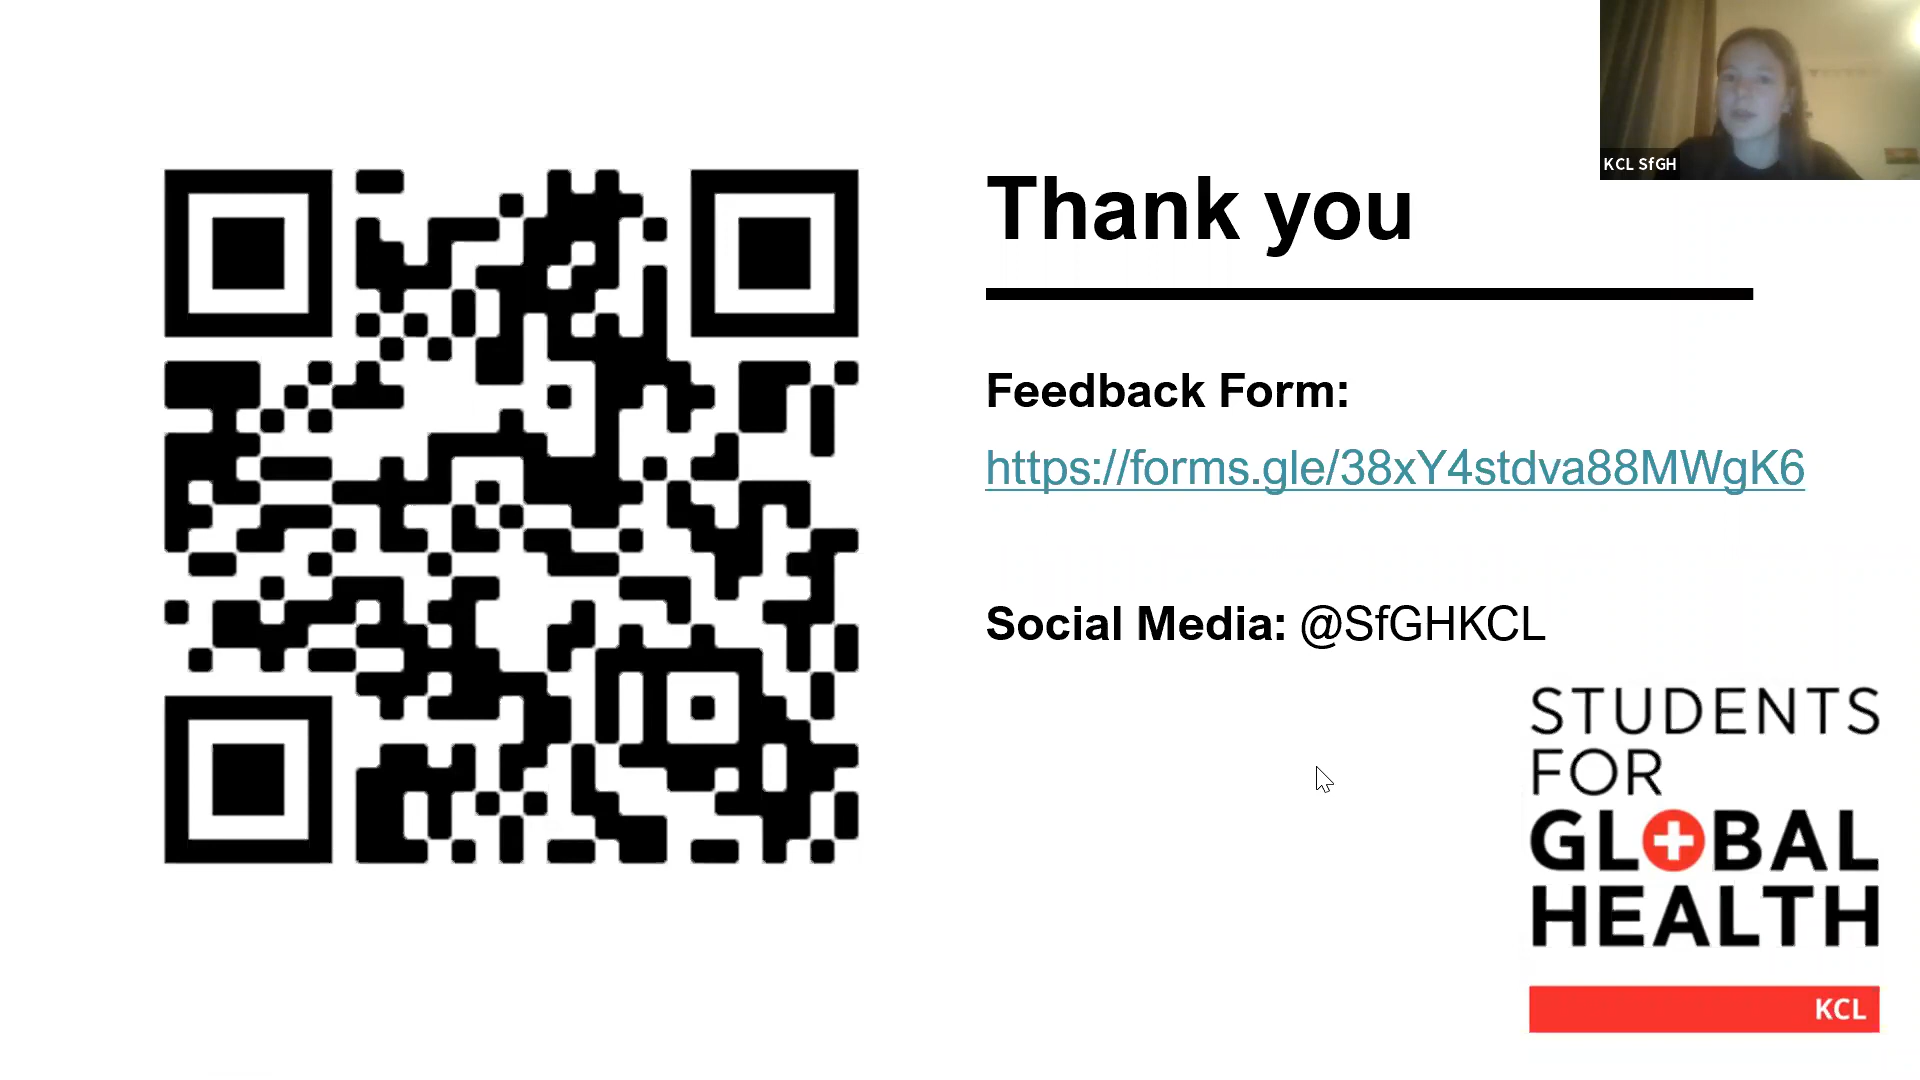 KCL SfGH
Thank you
Feedback Form:
https://forms.gle/38xY4stdva88MWgK6
Social Media: @SfGHKCL
STUDENTS
FOR
GLOBAL
HEALTH
KCL